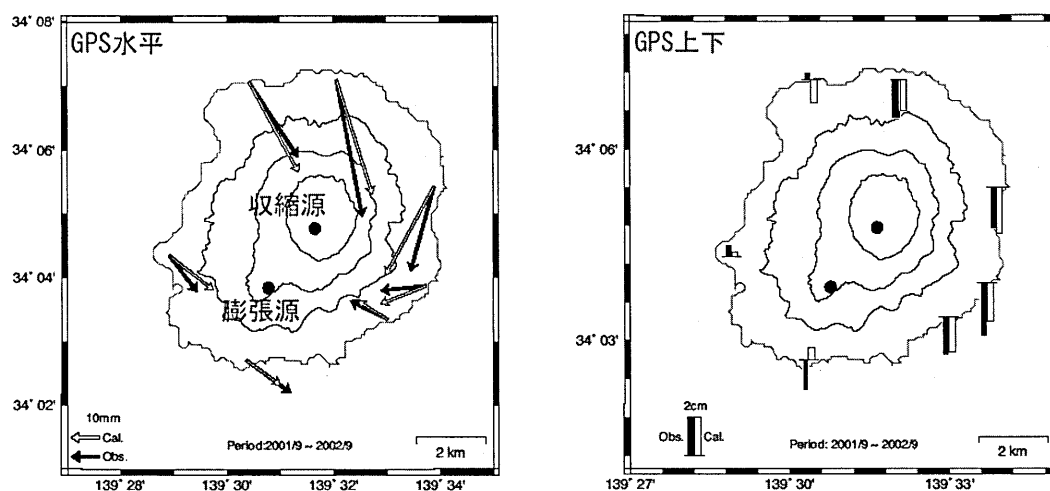 GPS水平
34° 08'
34° 06'
34° 04'
34° 02'
収縮源
膨張源
10mm
Cal.
Obs.
Period:2001/9 ~ 2002/9
2 km
139° 28'
139° 30'
139° 32'
139° 34'
GPS上下
34° 06'
34° 03'
2cm
Obs.
Cal.
Period:2001/9 ~ 2002/9
2 km
139° 27'
139° 30'
139° 33'